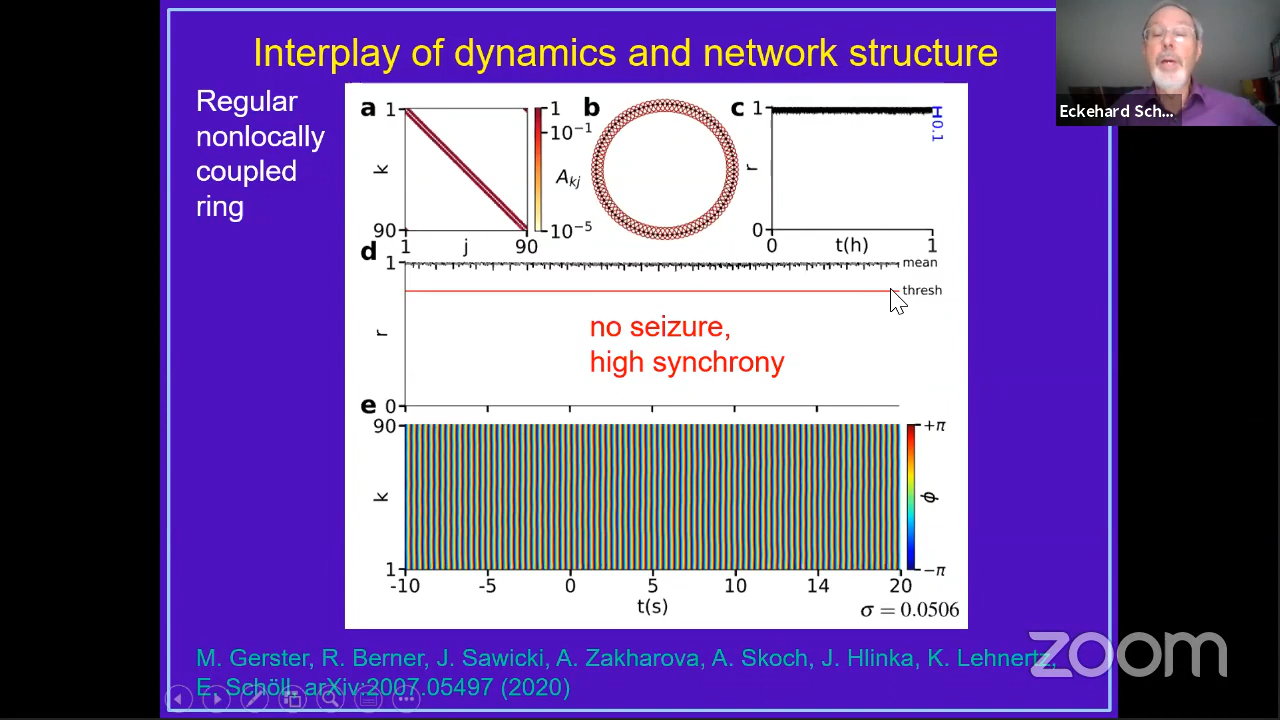 Interplay of dynamics and network structure
Regular
nonlocally
coupled
ring
Eckehard Sch...
a
1
k
90
1
j
90
1
10⁻¹
A_kj
10⁻⁵
b
c
1
r
0
0
t(h)
1
0.1
d
1
r
0
mean
thresh
no seizure,
high synchrony
e
90
k
1
-10
-5
0
5
10
14
20
t(s)
+π
ϕ
−π
σ = 0.0506
M. Gerster, R. Berner, J. Sawicki, A. Zakharova, A. Skoch, J. Hlinka, K. Lehnertz,
E. Schöll, arXiv:2007.05497 (2020)
zoom